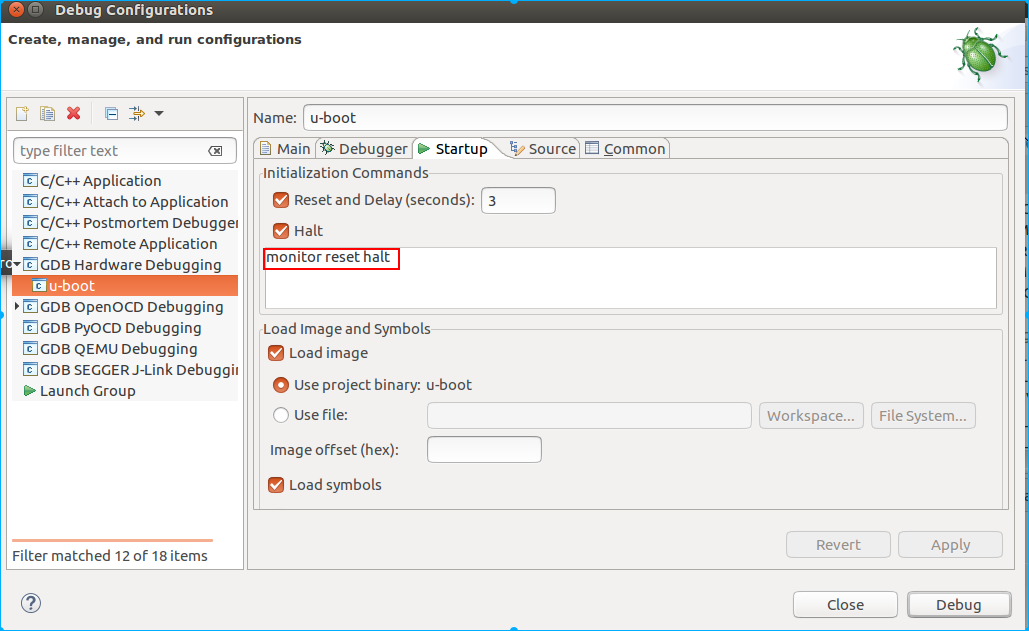 Debug Configurations
Create, manage, and run configurations
type filter text
C/C++ Application
C/C++ Attach to Application
C/C++ Postmortem Debugger
C/C++ Remote Application
GDB Hardware Debugging
u-boot
GDB OpenOCD Debugging
GDB PyOCD Debugging
GDB QEMU Debugging
GDB SEGGER J-Link Debuggi
Launch Group
Filter matched 12 of 18 items
Name: u-boot
Main Debugger Startup Source Common
Initialization Commands
Reset and Delay (seconds): 3
Halt
monitor reset halt
Load Image and Symbols
Load image
Use project binary: u-boot
Use file: Workspace... File System...
Image offset (hex):
Load symbols
Revert Apply
? Close Debug